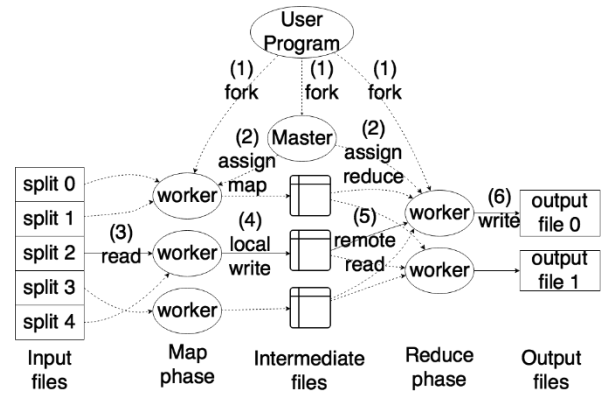 User
Program
(1)
fork
(1)
fork
(1)
fork
Master
(2)
assign
map
(2)
assign
reduce
split 0
split 1
split 2
split 3
split 4
(3)
read
worker
worker
worker
(4)
local
write
(5)
remote
read
worker
worker
(6)
write
output
file 0
output
file 1
Input
files
Map
phase
Intermediate
files
Reduce
phase
Output
files